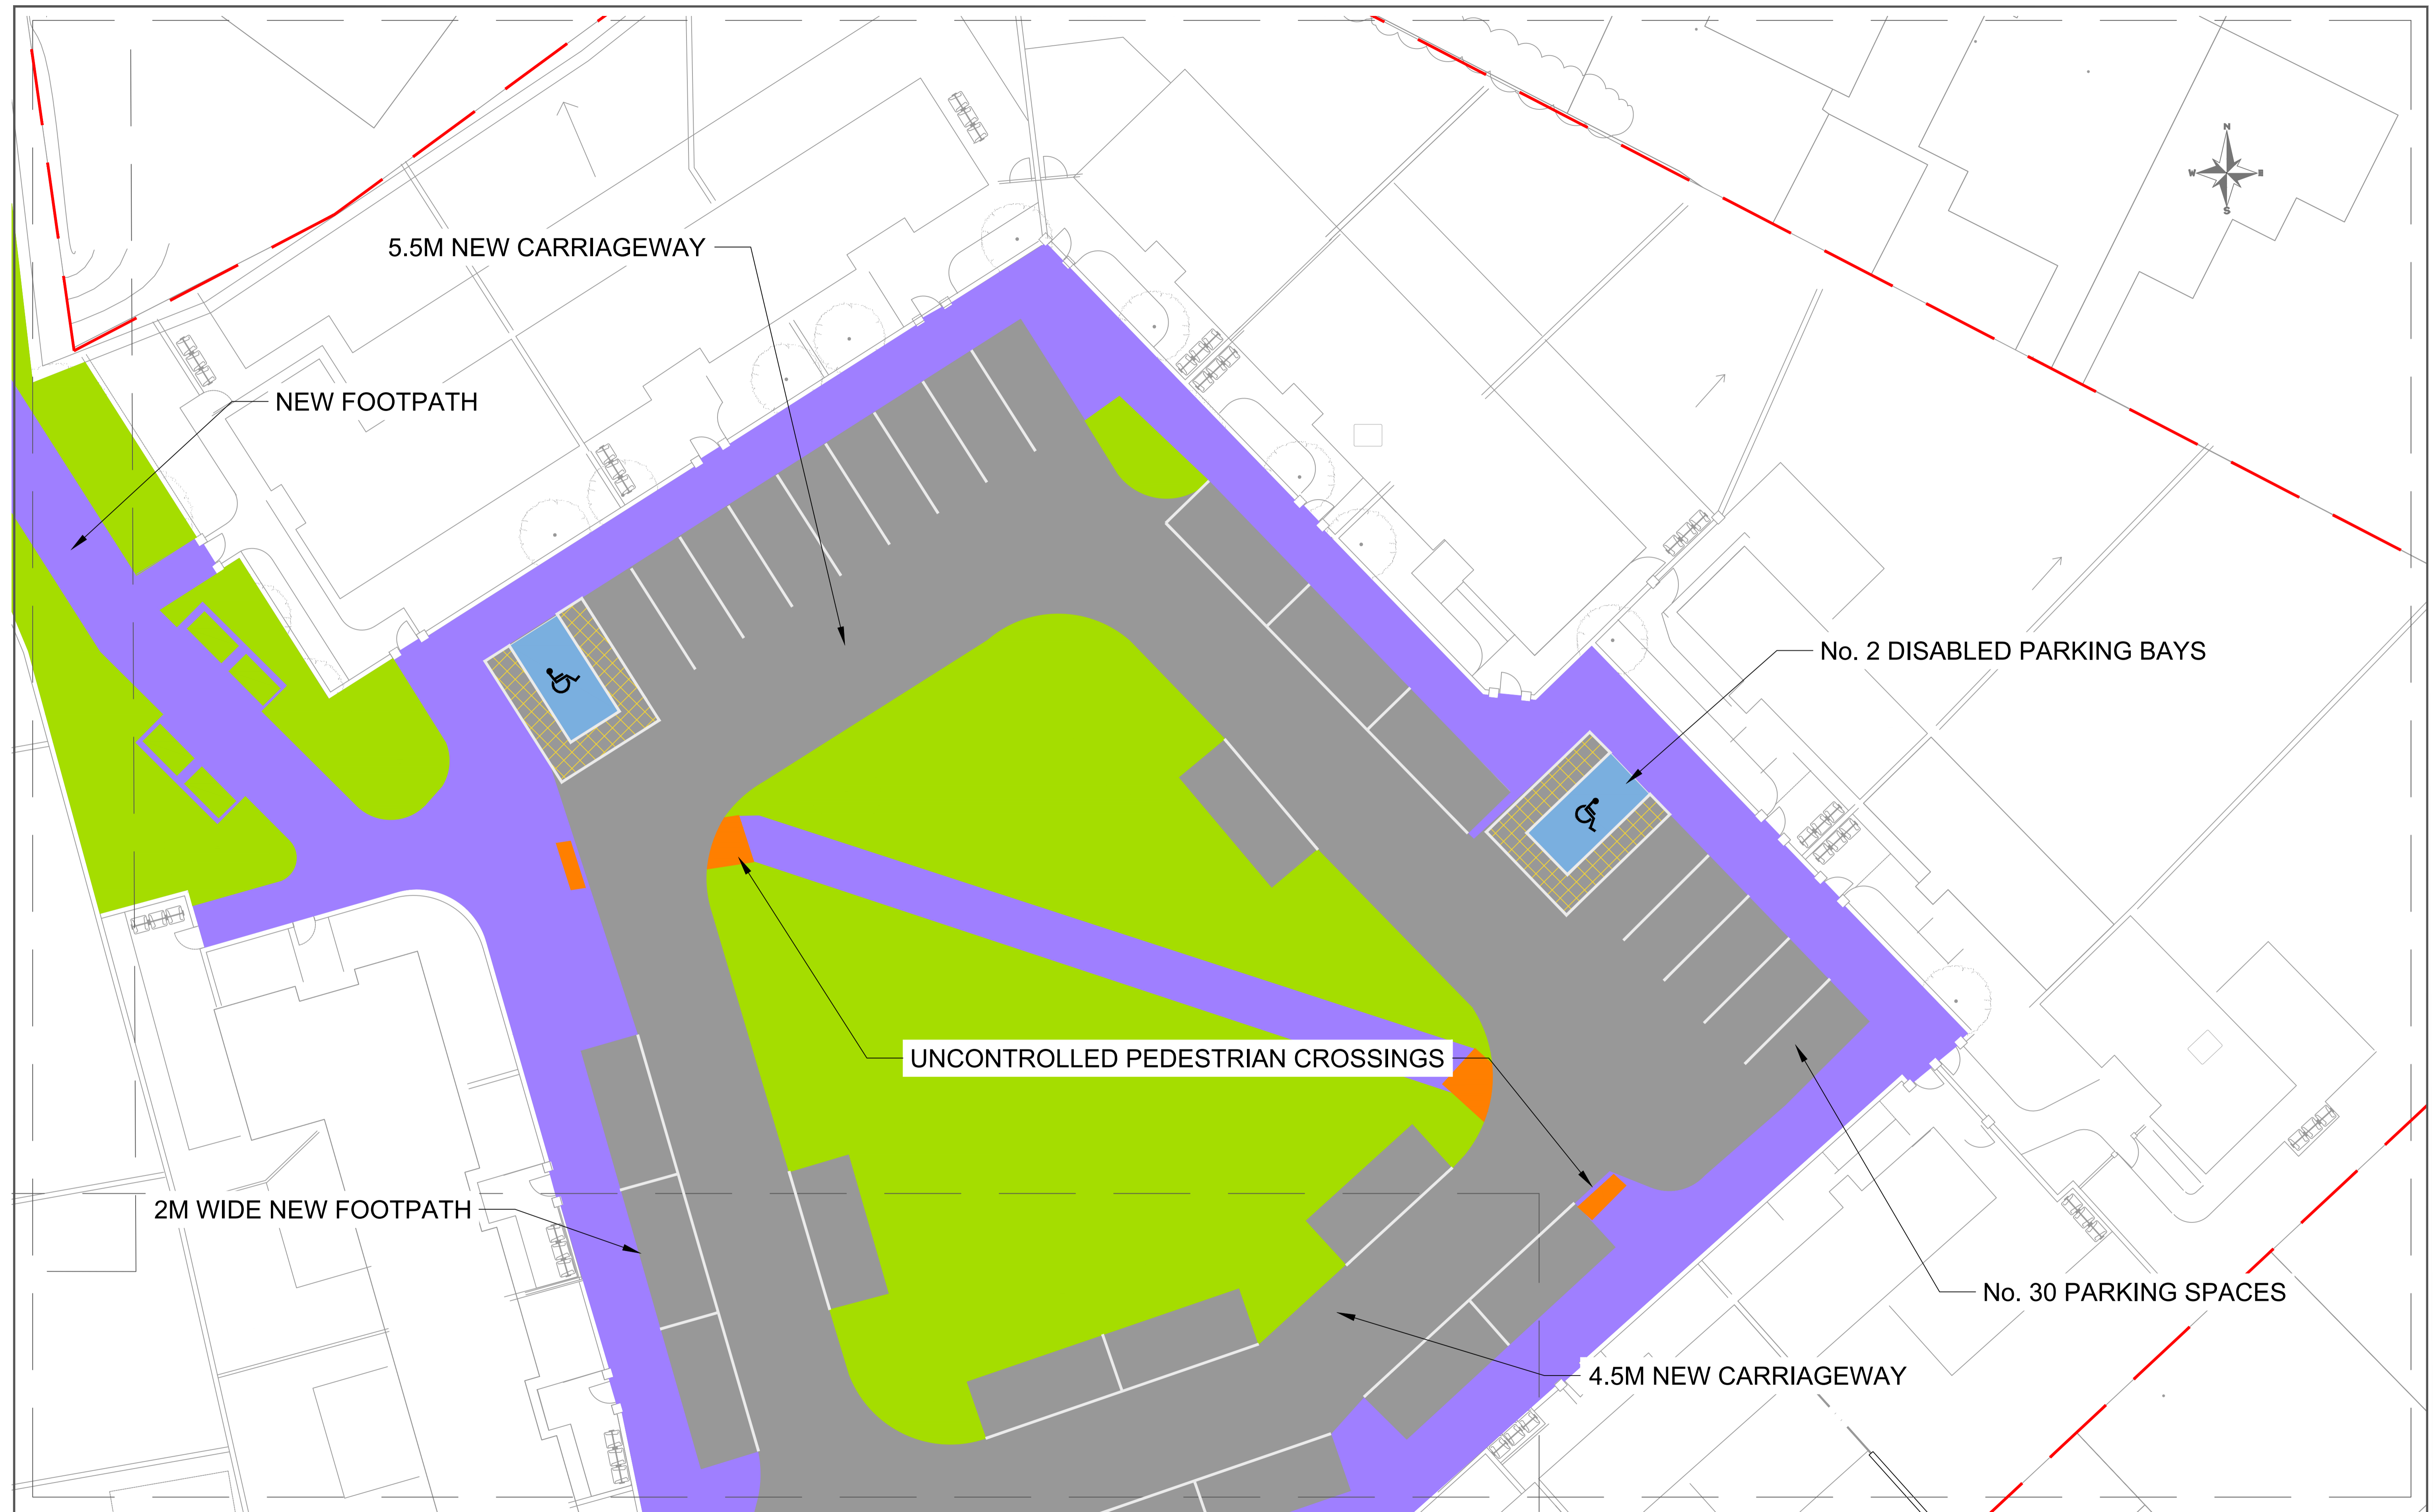 N
W
E
S
5.5M NEW CARRIAGEWAY
NEW FOOTPATH
No. 2 DISABLED PARKING BAYS
UNCONTROLLED PEDESTRIAN CROSSINGS
2M WIDE NEW FOOTPATH
No. 30 PARKING SPACES
4.5M NEW CARRIAGEWAY